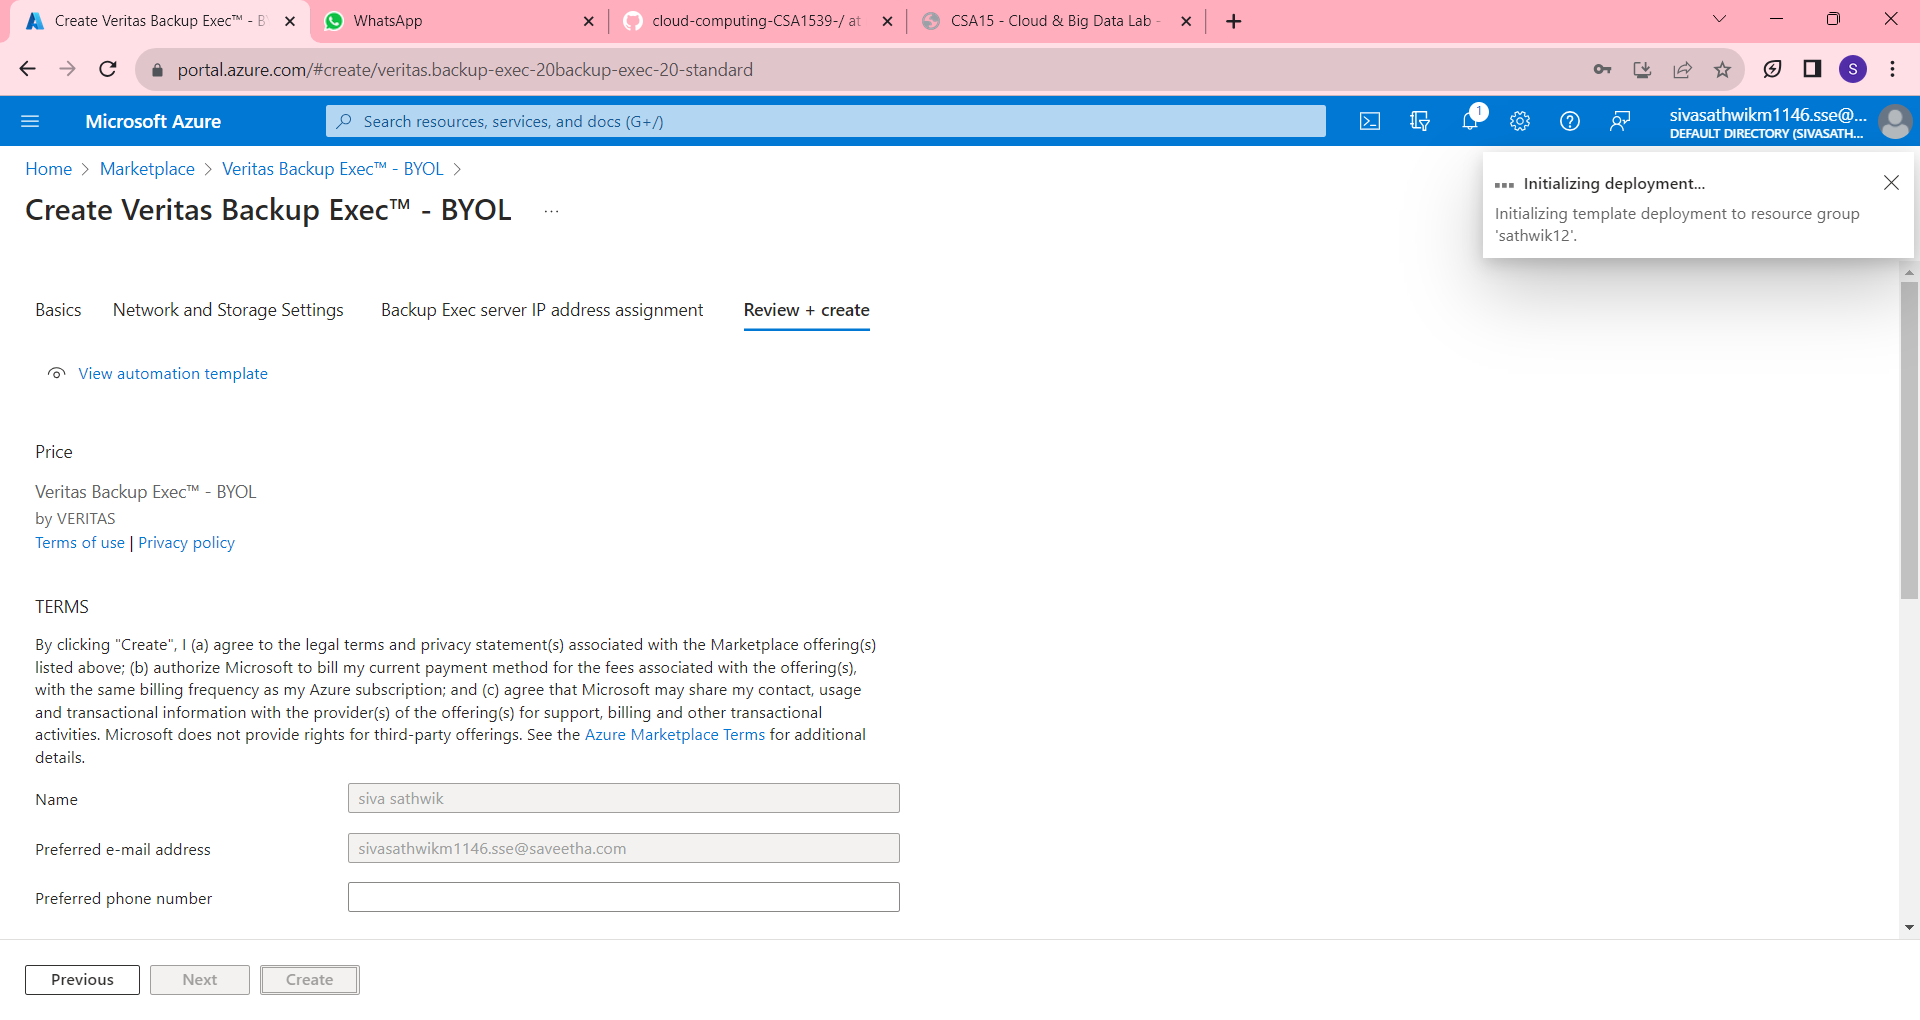 Create Veritas Backup Exec™ - B
WhatsApp
cloud-computing-CSA1539-/ at
CSA15 - Cloud & Big Data Lab -
portal.azure.com/#create/veritas.backup-exec-20backup-exec-20-standard
S
Microsoft Azure
Search resources, services, and docs (G+/)
1
sivasathwikm1146.sse@...
DEFAULT DIRECTORY (SIVASATH...
Home > Marketplace > Veritas Backup Exec™ - BYOL >
Create Veritas Backup Exec™ - BYOL ...
Initializing deployment...
Initializing template deployment to resource group
'sathwik12'.
Basics
Network and Storage Settings
Backup Exec server IP address assignment
Review + create
View automation template
Price
Veritas Backup Exec™ - BYOL
by VERITAS
Terms of use | Privacy policy
TERMS
By clicking "Create", I (a) agree to the legal terms and privacy statement(s) associated with the Marketplace offering(s)
listed above; (b) authorize Microsoft to bill my current payment method for the fees associated with the offering(s),
with the same billing frequency as my Azure subscription; and (c) agree that Microsoft may share my contact, usage
and transactional information with the provider(s) of the offering(s) for support, billing and other transactional
activities. Microsoft does not provide rights for third-party offerings. See the Azure Marketplace Terms for additional
details.
Name
siva sathwik
Preferred e-mail address
sivasathwikm1146.sse@saveetha.com
Preferred phone number
Previous
Next
Create